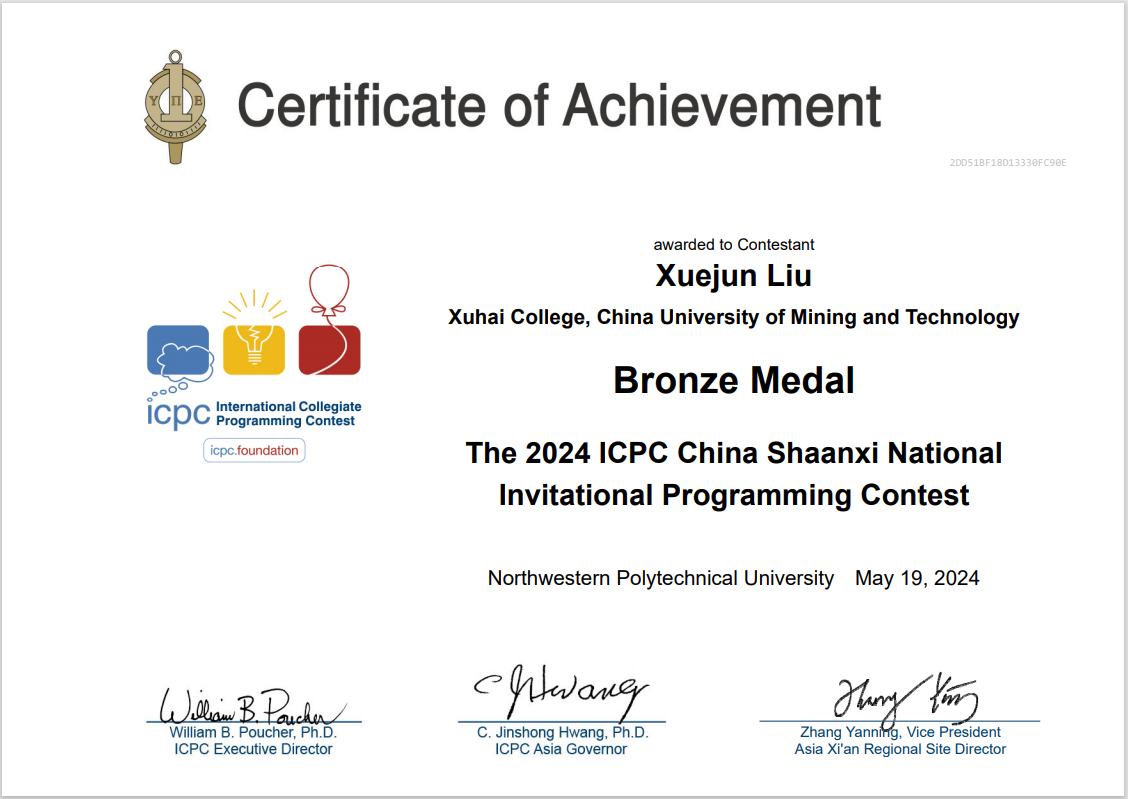 Certificate of Achievement
Υ Π Ε
2DD51BF18D13330FC90E
awarded to Contestant
Xuejun Liu
Xuhai College, China University of Mining and Technology
Bronze Medal
The 2024 ICPC China Shaanxi National
Invitational Programming Contest
icpc International Collegiate
Programming Contest
icpc.foundation
Northwestern Polytechnical University May 19, 2024
William B. Poucher
William B. Poucher, Ph.D.
ICPC Executive Director
C J Hwang
C. Jinshong Hwang, Ph.D.
ICPC Asia Governor
Zhang Yanning, Vice President
Asia Xi'an Regional Site Director